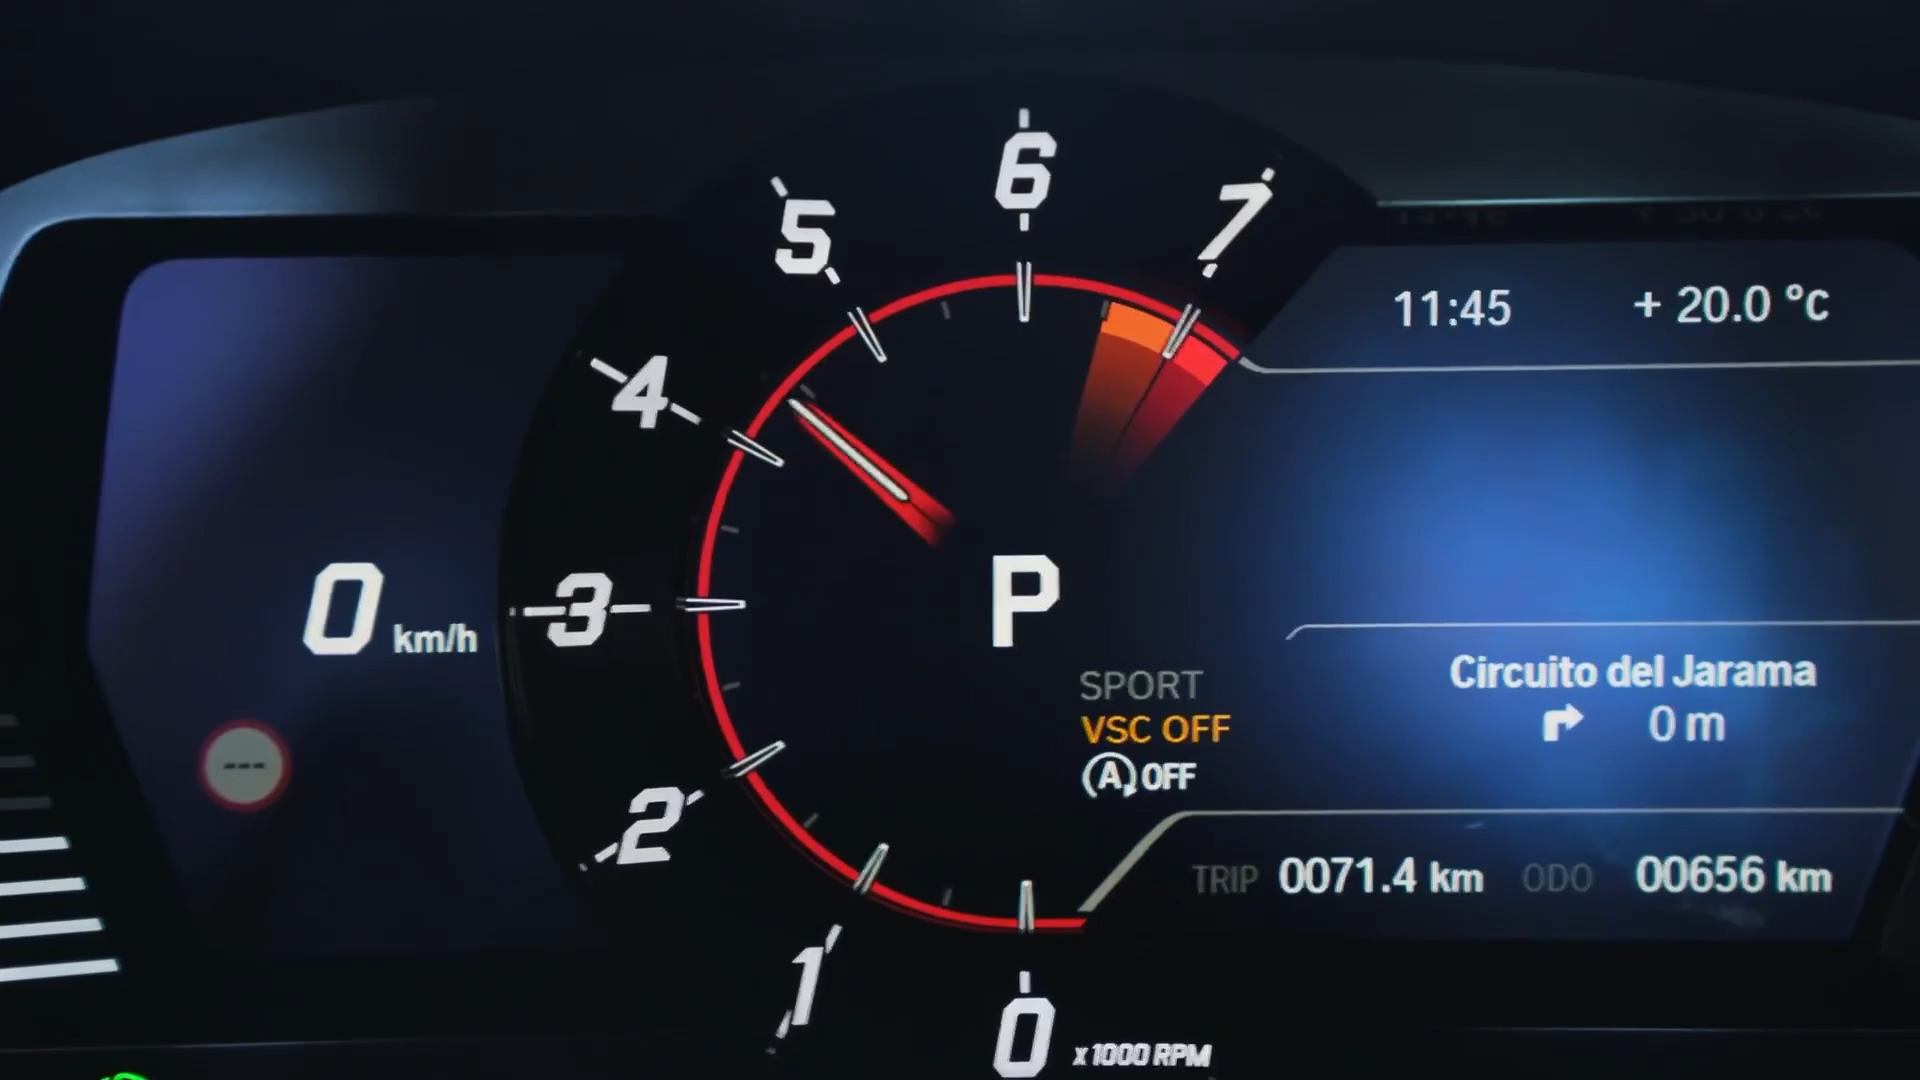 6
7
5
11:45
+ 20.0 °C
4
0 km/h
3
P
SPORT
VSC OFF
A OFF
Circuito del Jarama
0 m
---
2
TRIP 0071.4 km ODO 00656 km
1
0 x1000 RPM